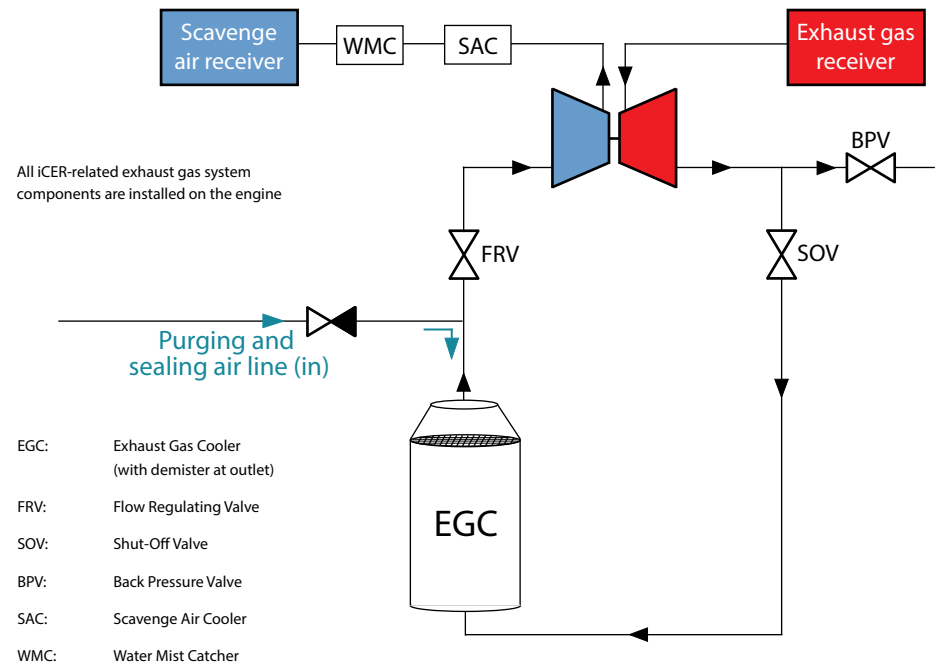 Scavenge
air receiver
WMC
SAC
Exhaust gas
receiver
BPV
All iCER-related exhaust gas system
components are installed on the engine
FRV
SOV
Purging and
sealing air line (in)
EGC
EGC: Exhaust Gas Cooler
(with demister at outlet)
FRV: Flow Regulating Valve
SOV: Shut-Off Valve
BPV: Back Pressure Valve
SAC: Scavenge Air Cooler
WMC: Water Mist Catcher